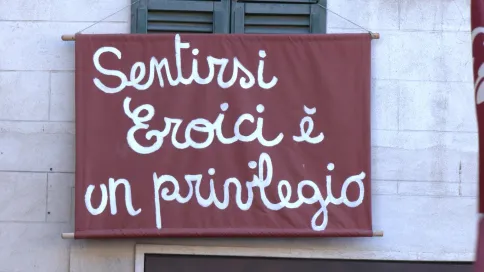 Sentirsi
Eroici è
un privilegio